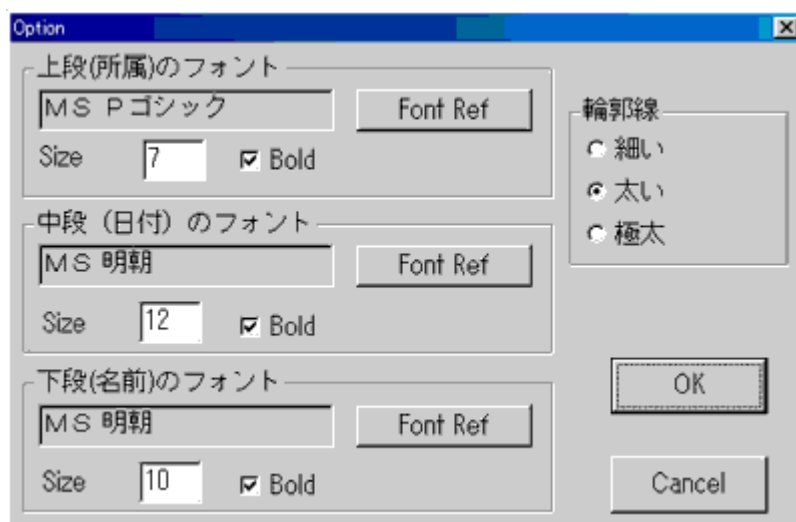 Option
上段(所属)のフォント
ＭＳ Ｐゴシック
Font Ref
Size
7
Bold
中段（日付）のフォント
ＭＳ 明朝
Font Ref
Size
12
Bold
下段(名前)のフォント
ＭＳ 明朝
Font Ref
Size
10
Bold
輪郭線
細い
太い
極太
OK
Cancel